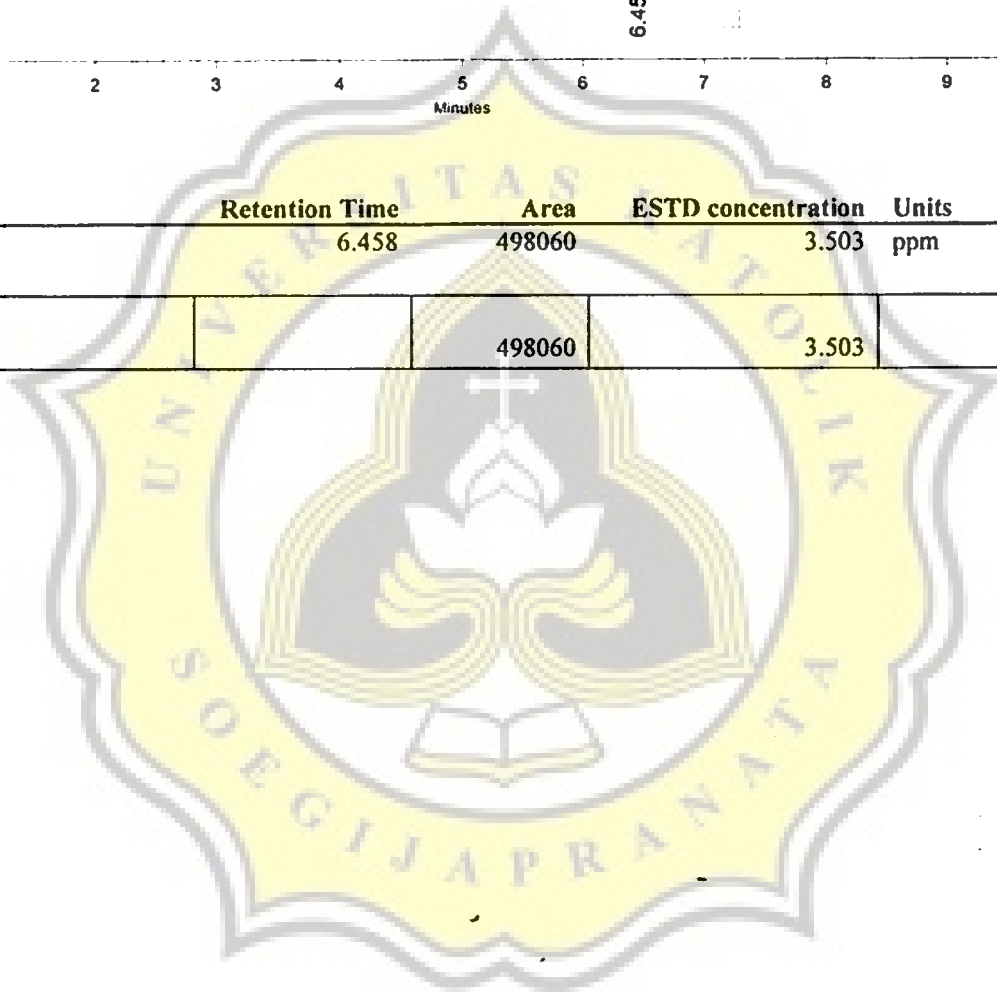 6.45
2 3 4 5 6 7 8 9
Minutes
Retention Time Area ESTD concentration Units
6.458 498060 3.503 ppm
498060 3.503
UNIVERSITAS KATOLIK
SOEGIJAPRANATA